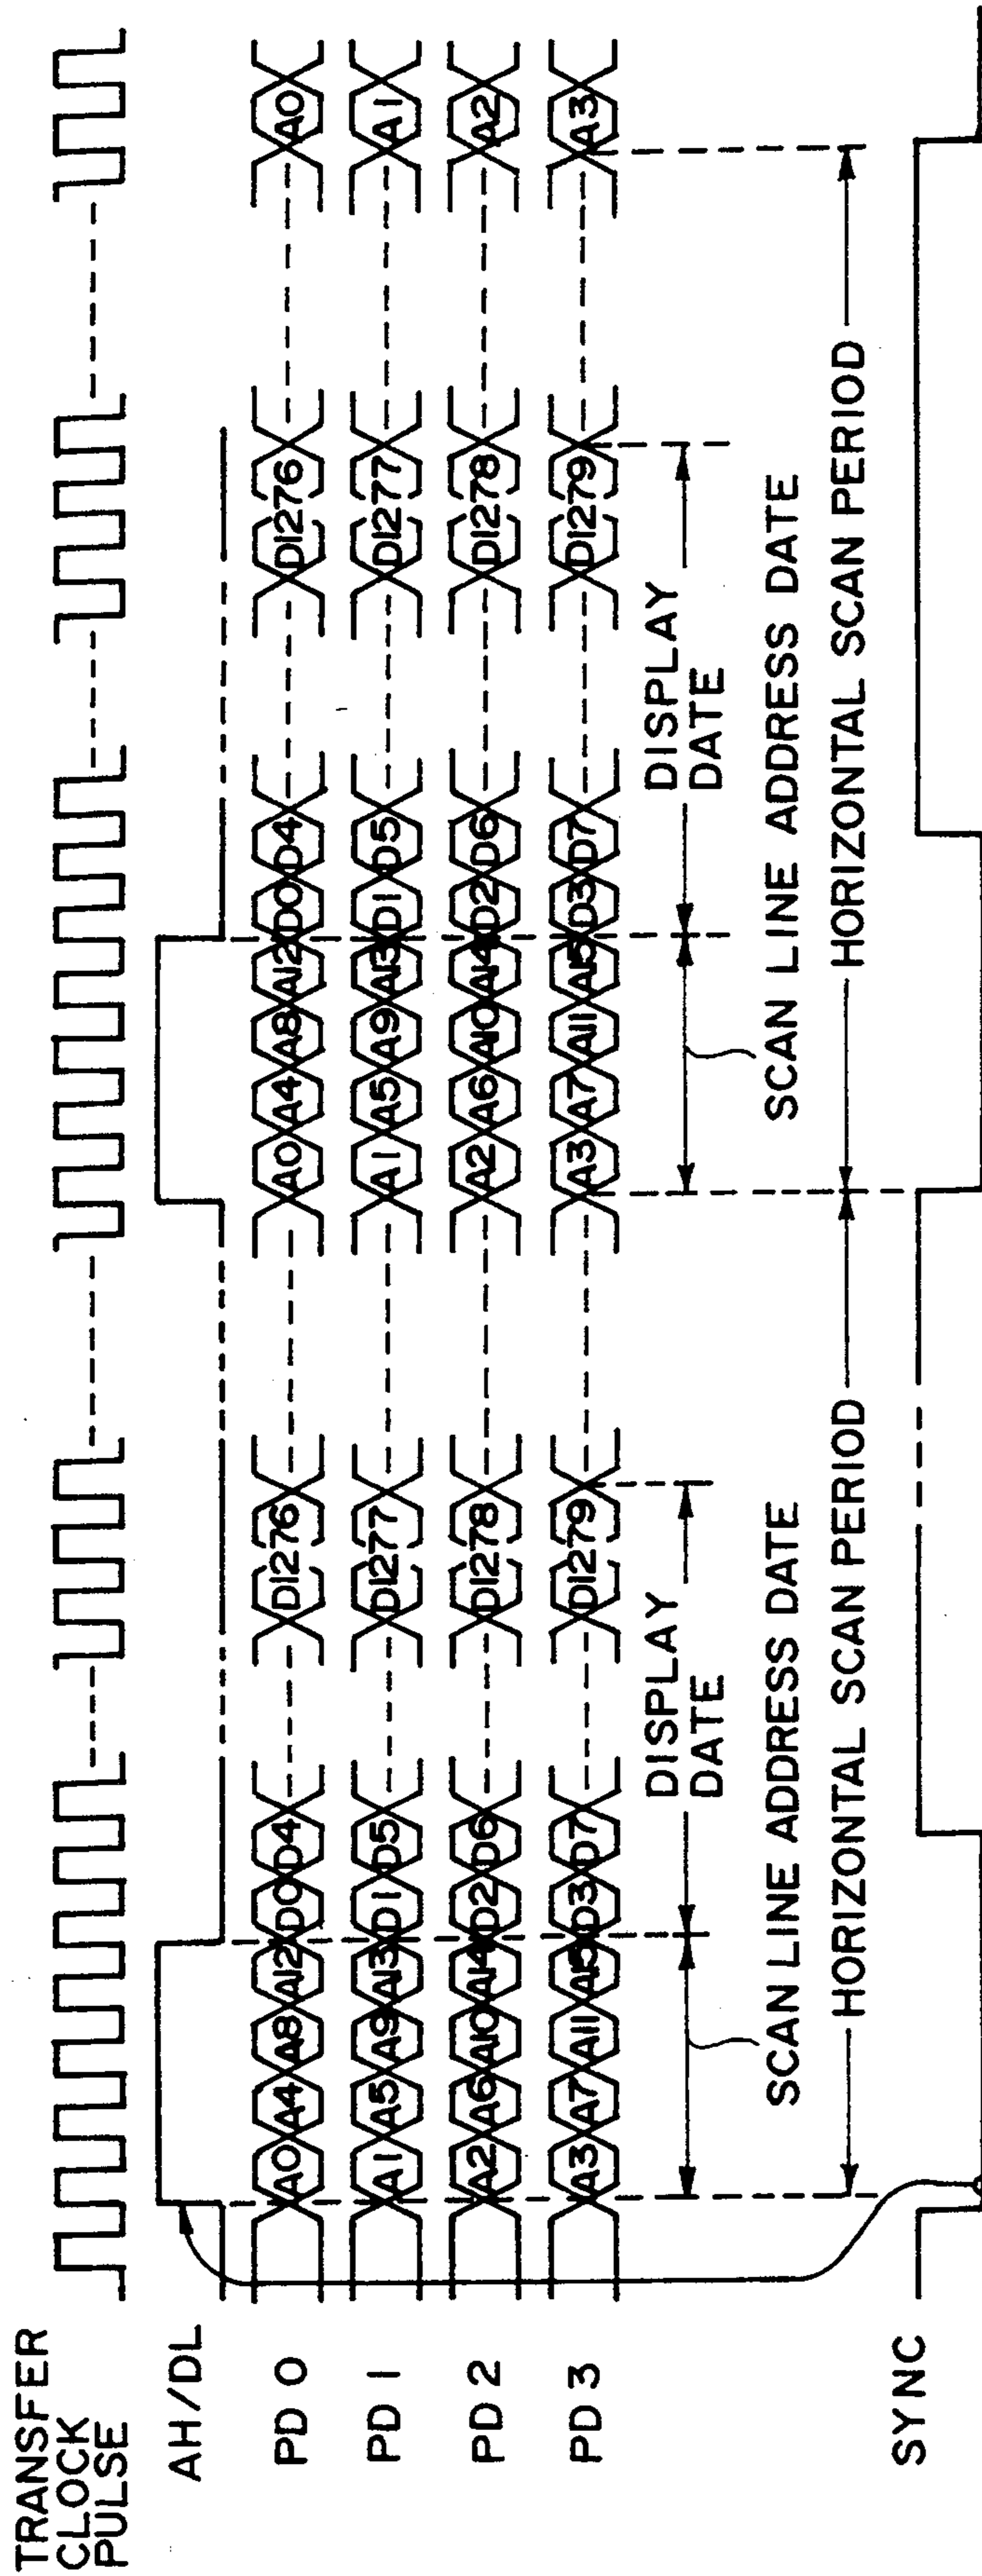 TRANSFER
CLOCK
PULSE
AH/DL
PD 0 A0 A4 A8 A12 D0 D4 D1276 A0 A4 A8 A12 D0 D4 D1276 A0
PD 1 A1 A5 A9 A13 D1 D5 D1277 A1 A5 A9 A13 D1 D5 D1277 A1
PD 2 A2 A6 A10 A14 D2 D6 D1278 A2 A6 A10 A14 D2 D6 D1278 A2
PD 3 A3 A7 A11 A15 D3 D7 D1279 A3 A7 A11 A15 D3 D7 D1279 A3
DISPLAY DISPLAY
DATE DATE
SCAN LINE ADDRESS DATE SCAN LINE ADDRESS DATE
HORIZONTAL SCAN PERIOD HORIZONTAL SCAN PERIOD
SYNC